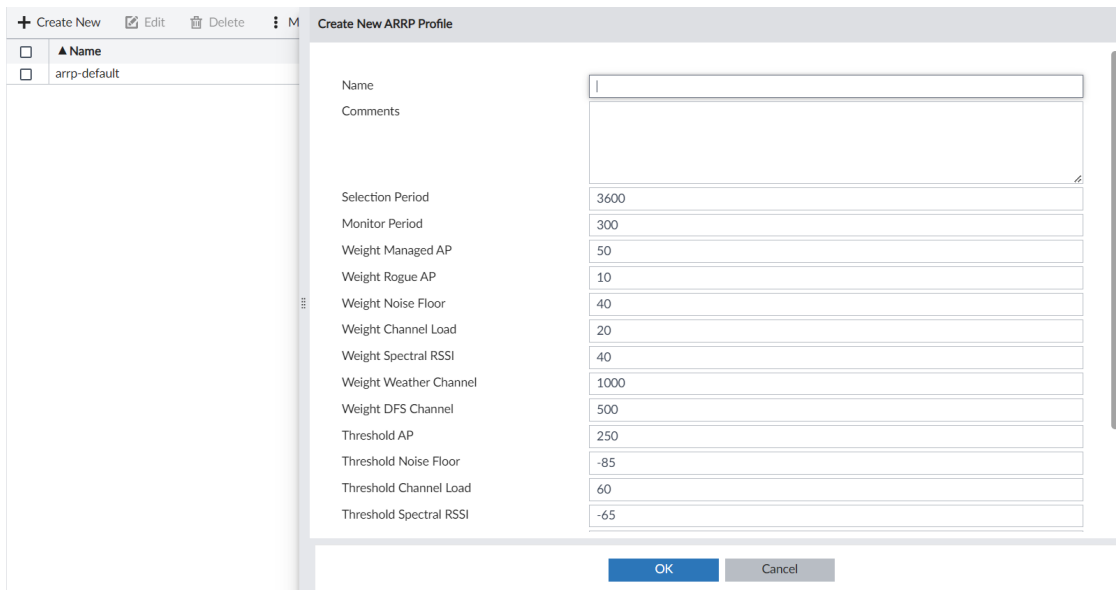 Create New Edit Delete M
Name
arrp-default
Create New ARRP Profile
Name
Comments
Selection Period 3600
Monitor Period 300
Weight Managed AP 50
Weight Rogue AP 10
Weight Noise Floor 40
Weight Channel Load 20
Weight Spectral RSSI 40
Weight Weather Channel 1000
Weight DFS Channel 500
Threshold AP 250
Threshold Noise Floor -85
Threshold Channel Load 60
Threshold Spectral RSSI -65
OK Cancel